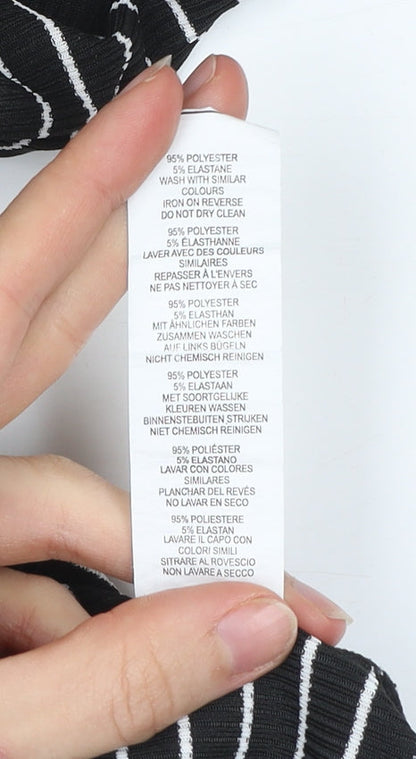 95% POLYESTER
5% ELASTANE
WASH WITH SIMILAR
COLOURS
IRON ON REVERSE
DO NOT DRY CLEAN
95% POLYESTER
5% ÉLASTHANNE
LAVER AVEC DES COULEURS
SIMILAIRES
REPASSER À L'ENVERS
NE PAS NETTOYER À SEC
95% POLYESTER
5% ELASTHAN
MIT ÄHNLICHEN FARBEN
ZUSAMMEN WASCHEN
AUF LINKS BÜGELN
NICHT CHEMISCH REINIGEN
95% POLYESTER
5% ELASTAAN
MET SOORTGELIJKE
KLEUREN WASSEN
BINNENSTEBUITEN STRIJKEN
NIET CHEMISCH REINIGEN
95% POLIÉSTER
5% ELASTANO
LAVAR CON COLORES
SIMILARES
PLANCHAR DEL REVÉS
NO LAVAR EN SECO
95% POLIESTERE
5% ELASTAN
LAVARE IL CAPO CON
COLORI SIMILI
SITRARE AL ROVESCIO
NON LAVARE A SECCO